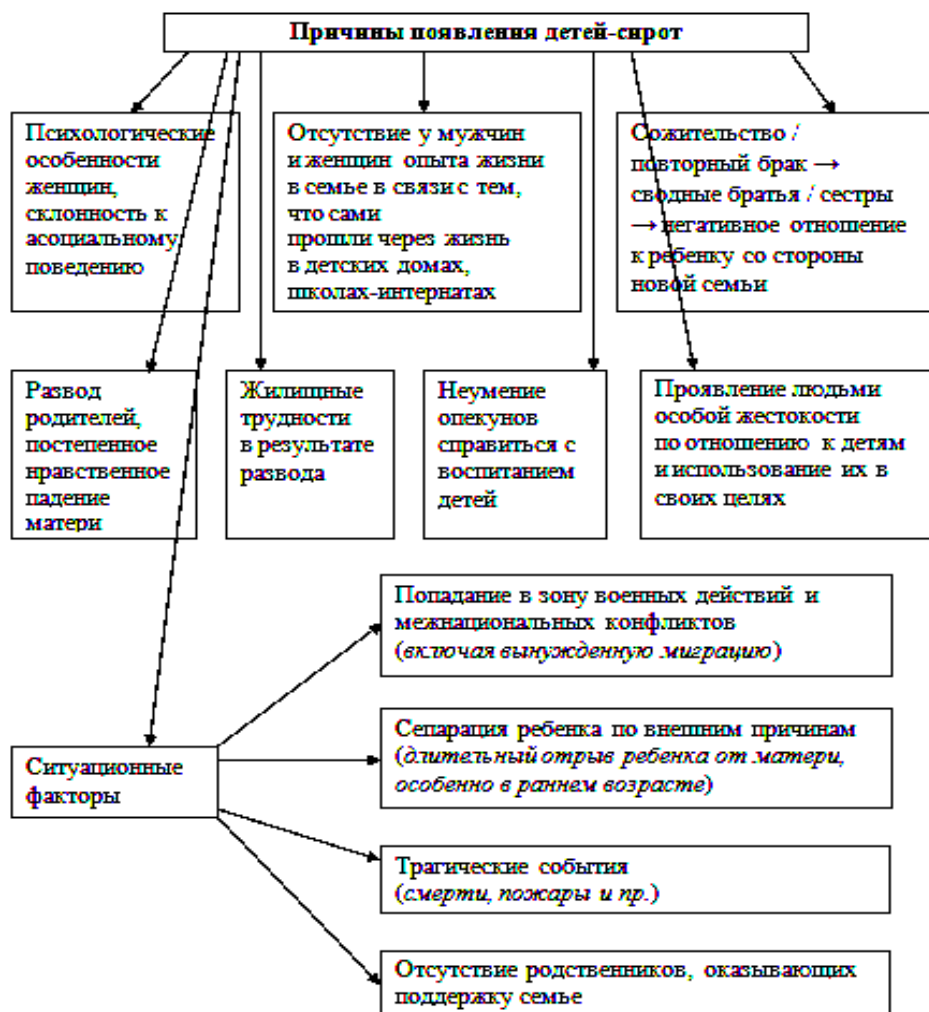 Причины появления детей-сирот
Психологические
особенности
женщин,
склонность к
асоциальному
поведению
Отсутствие у мужчин
и женщин опыта жизни
в семье в связи с тем,
что сами
прошли через жизнь
в детских домах,
школах-интернатах
Сожительство /
повторный брак →
сводные братья / сестры
→ негативное отношение
к ребенку со стороны
новой семьи
Развод
родителей,
постепенное
нравственное
падение
матери
Жилищные
трудности
в результате
развода
Неумение
опекунов
справиться с
воспитанием
детей
Проявление людьми
особой жестокости
по отношению к детям
и использование их в
своих целях
Ситуационные
факторы
Попадание в зону военных действий и
межнациональных конфликтов
(включая вынужденную миграцию)
Сепарация ребенка по внешним причинам
(длительный отрыв ребенка от матери,
особенно в раннем возрасте)
Трагические события
(смерти, пожары и пр.)
Отсутствие родственников, оказывающих
поддержку семье